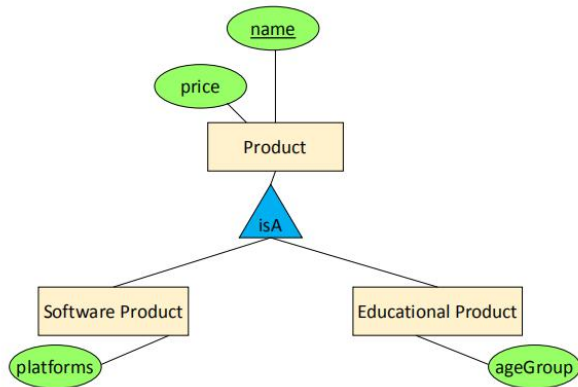 name
price
Product
isA
Software Product
Educational Product
platforms
ageGroup